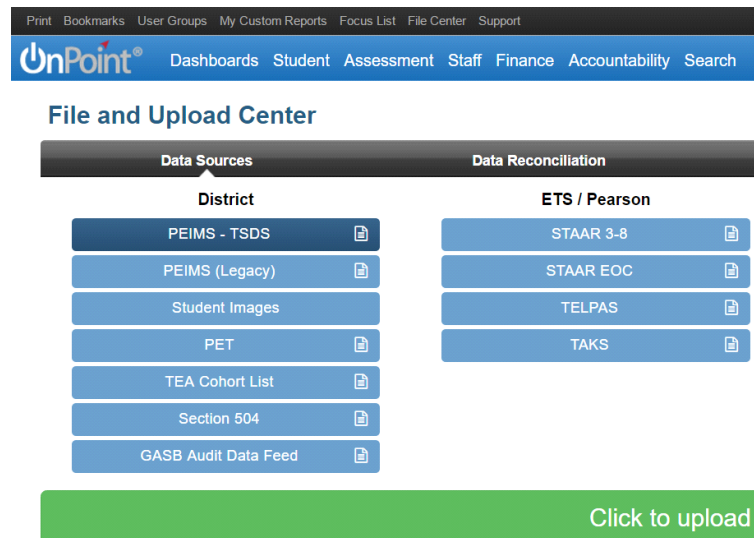 Print Bookmarks User Groups My Custom Reports Focus List File Center Support
OnPoint® Dashboards Student Assessment Staff Finance Accountability Search
File and Upload Center
Data Sources Data Reconciliation
District ETS / Pearson
PEIMS - TSDS STAAR 3-8
PEIMS (Legacy) STAAR EOC
Student Images TELPAS
PET TAKS
TEA Cohort List
Section 504
GASB Audit Data Feed
Click to upload